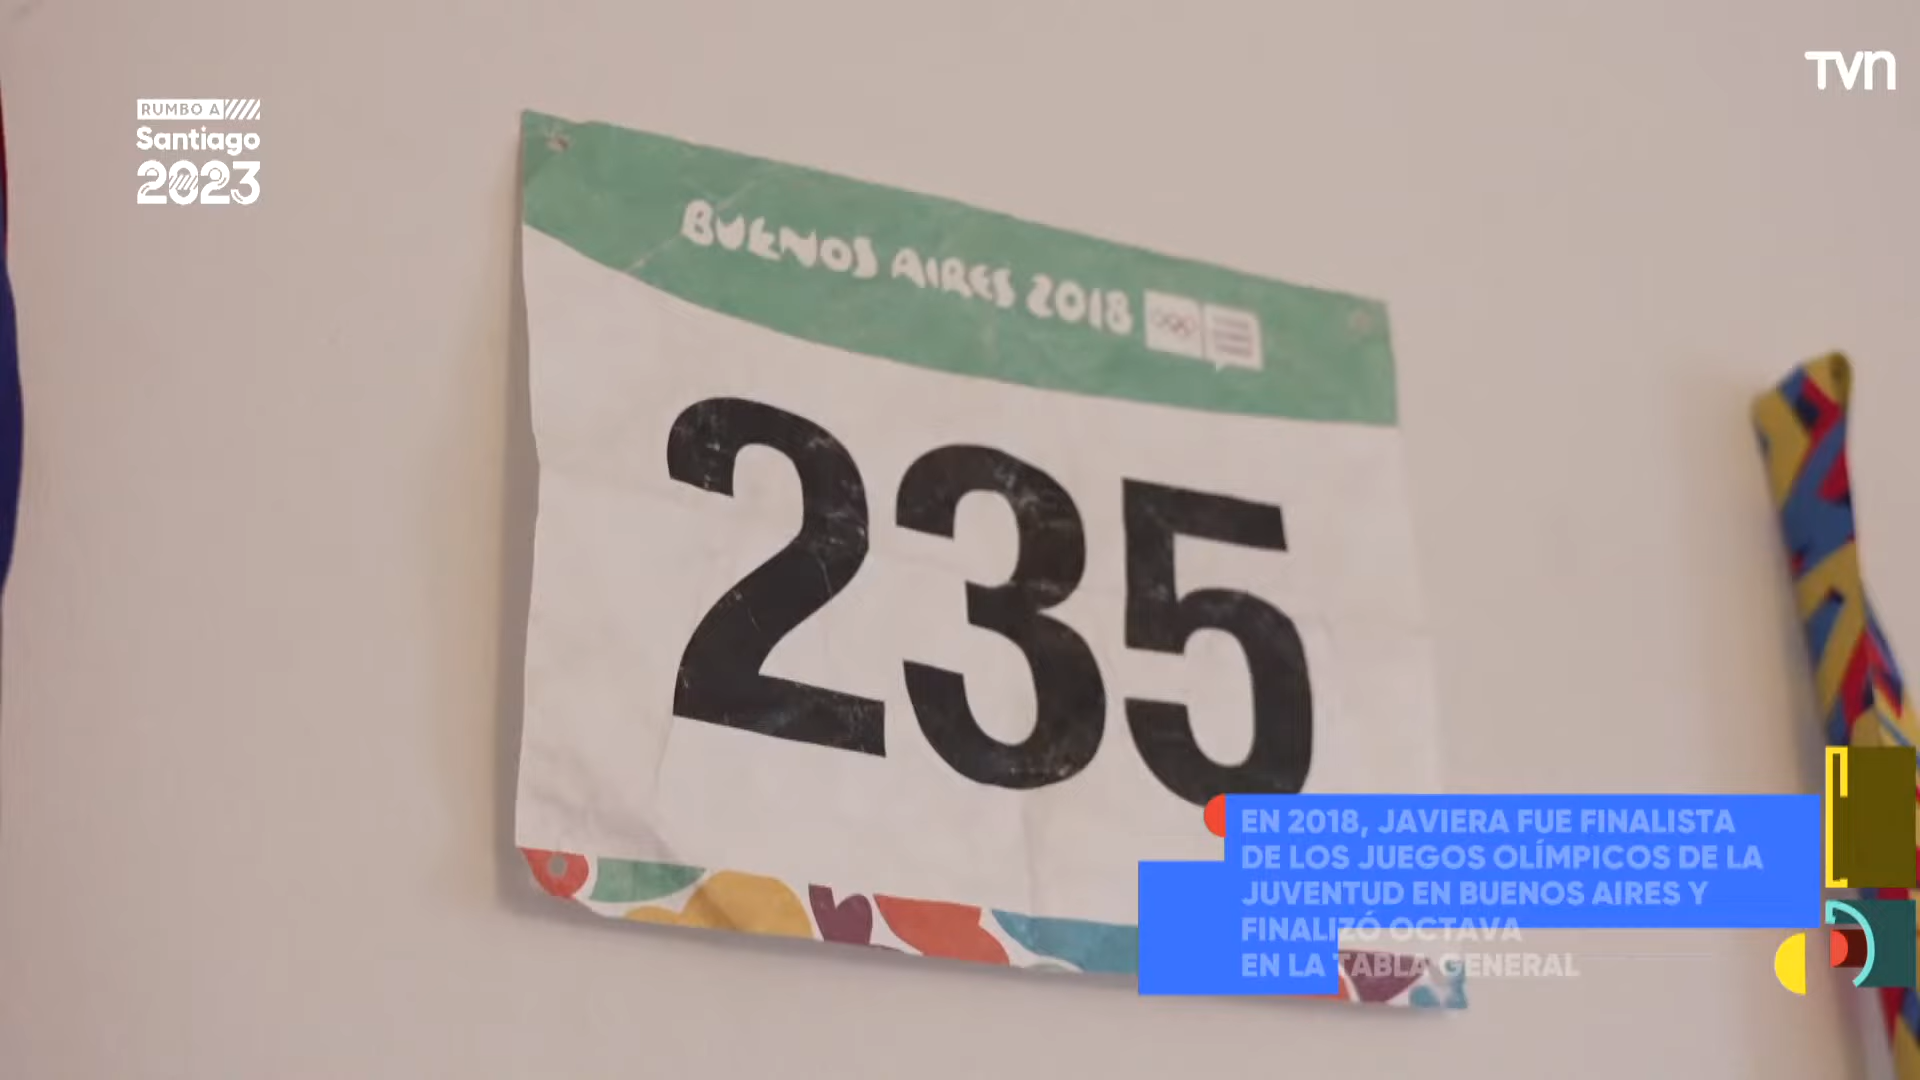 TVN
RUMBO A
Santiago
2023
BUENOS AIRES 2018
235
EN 2018, JAVIERA FUE FINALISTA
DE LOS JUEGOS OLÍMPICOS DE LA
JUVENTUD EN BUENOS AIRES Y
FINALIZÓ OCTAVA
EN LA TABLA GENERAL